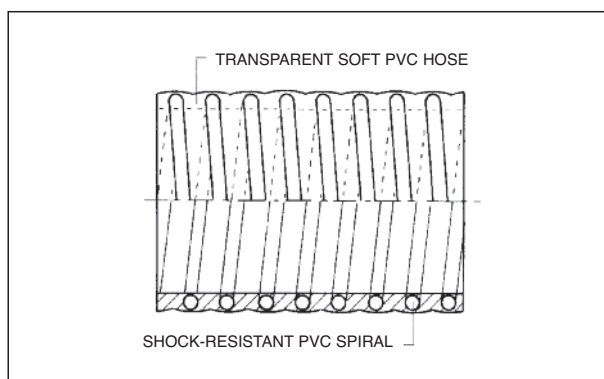 TRANSPARENT SOFT PVC HOSE
SHOCK-RESISTANT PVC SPIRAL